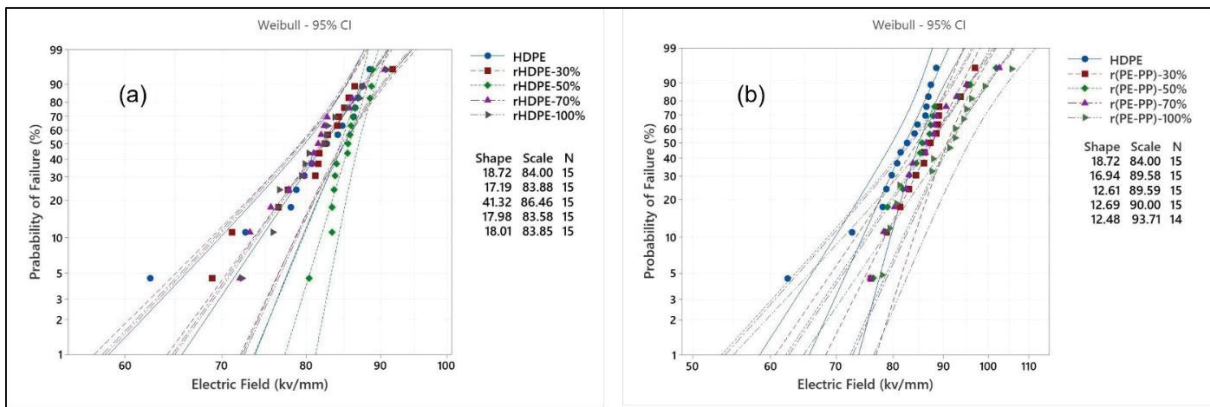 Weibull - 95% CI
99
90
80
70
60
50
40
30
20
10
5
3
2
1
Prabability of Failure (%)
(a)
60
70
80
90
100
Electric Field (kv/mm)
HDPE
rHDPE-30%
rHDPE-50%
rHDPE-70%
rHDPE-100%
Shape Scale N
18.72 84.00 15
17.19 83.88 15
41.32 86.46 15
17.98 83.58 15
18.01 83.85 15
Weibull - 95% CI
99
90
80
70
60
50
40
30
20
10
5
3
2
1
Probability of Failure (%)
(b)
50
60
70
80
90
100
110
Electric Field (kv/mm)
HDPE
r(PE-PP)-30%
r(PE-PP)-50%
r(PE-PP)-70%
r(PE-PP)-100%
Shape Scale N
18.72 84.00 15
16.94 89.58 15
12.61 89.59 15
12.69 90.00 15
12.48 93.71 14